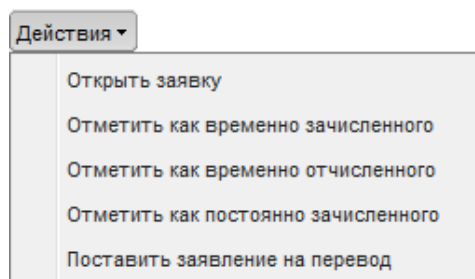 Действия
Открыть заявку
Отметить как временно зачисленного
Отметить как временно отчисленного
Отметить как постоянно зачисленного
Поставить заявление на перевод